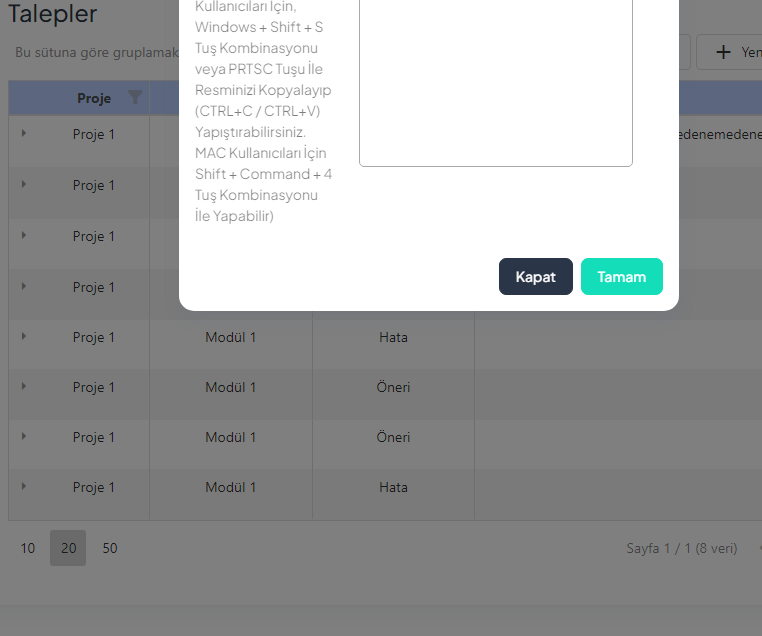 Talepler
Bu sütuna göre gruplamak
Yen
Kullanıcıları İçin,
Windows + Shift + S
Tuş Kombinasyonu
veya PRTSC Tuşu İle
Resminizi Kopyalayıp
(CTRL+C / CTRL+V)
Yapıştırabilirsiniz.
MAC Kullanıcıları İçin
Shift + Command + 4
Tuş Kombinasyonu
İle Yapabilir)
Kapat Tamam
Proje
Proje 1 edenemedene
Proje 1
Proje 1
Proje 1
Proje 1 Modül 1 Hata
Proje 1 Modül 1 Öneri
Proje 1 Modül 1 Öneri
Proje 1 Modül 1 Hata
10 20 50 Sayfa 1 / 1 (8 veri)